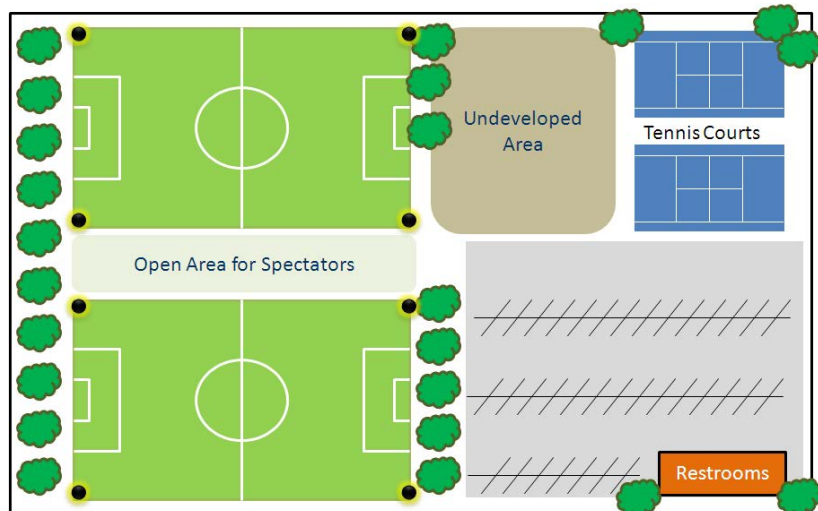 Undeveloped
Area
Tennis Courts
Open Area for Spectators
Restrooms